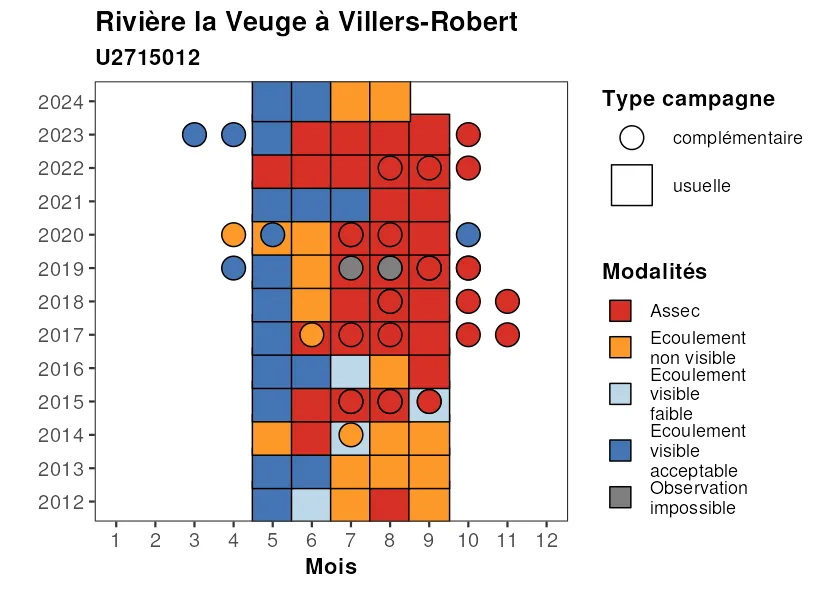 Rivière la Veuge à Villers-Robert
U2715012
2024
2023
2022
2021
2020
2019
2018
2017
2016
2015
2014
2013
2012
1 2 3 4 5 6 7 8 9 10 11 12
Mois
Type campagne
complémentaire
usuelle
Modalités
Assec
Ecoulement
non visible
Ecoulement
visible
faible
Ecoulement
visible
acceptable
Observation
impossible